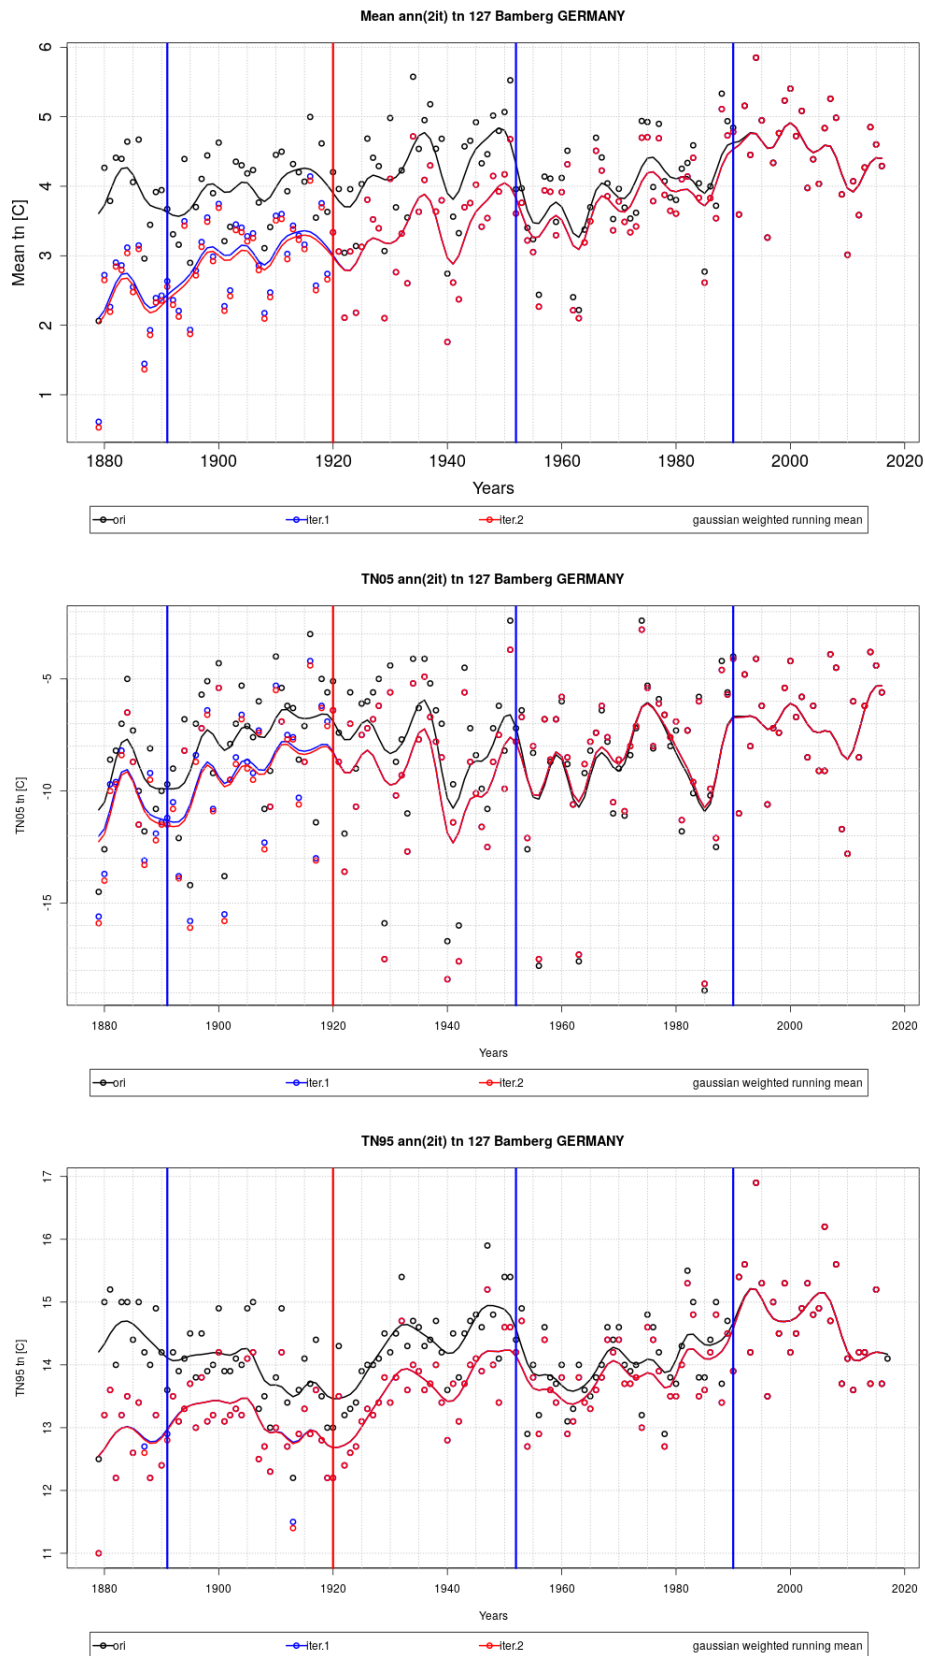 Mean ann(2it) tn 127 Bamberg GERMANY
Mean tn [C]
6
5
4
3
2
1
1880 1900 1920 1940 1960 1980 2000 2020
Years
ori iter.1 iter.2 gaussian weighted running mean
TN05 ann(2it) tn 127 Bamberg GERMANY
TN05 tn [C]
-5
-10
-15
1880 1900 1920 1940 1960 1980 2000 2020
Years
ori iter.1 iter.2 gaussian weighted running mean
TN95 ann(2it) tn 127 Bamberg GERMANY
TN95 tn [C]
17
16
15
14
13
12
11
1880 1900 1920 1940 1960 1980 2000 2020
Years
ori iter.1 iter.2 gaussian weighted running mean